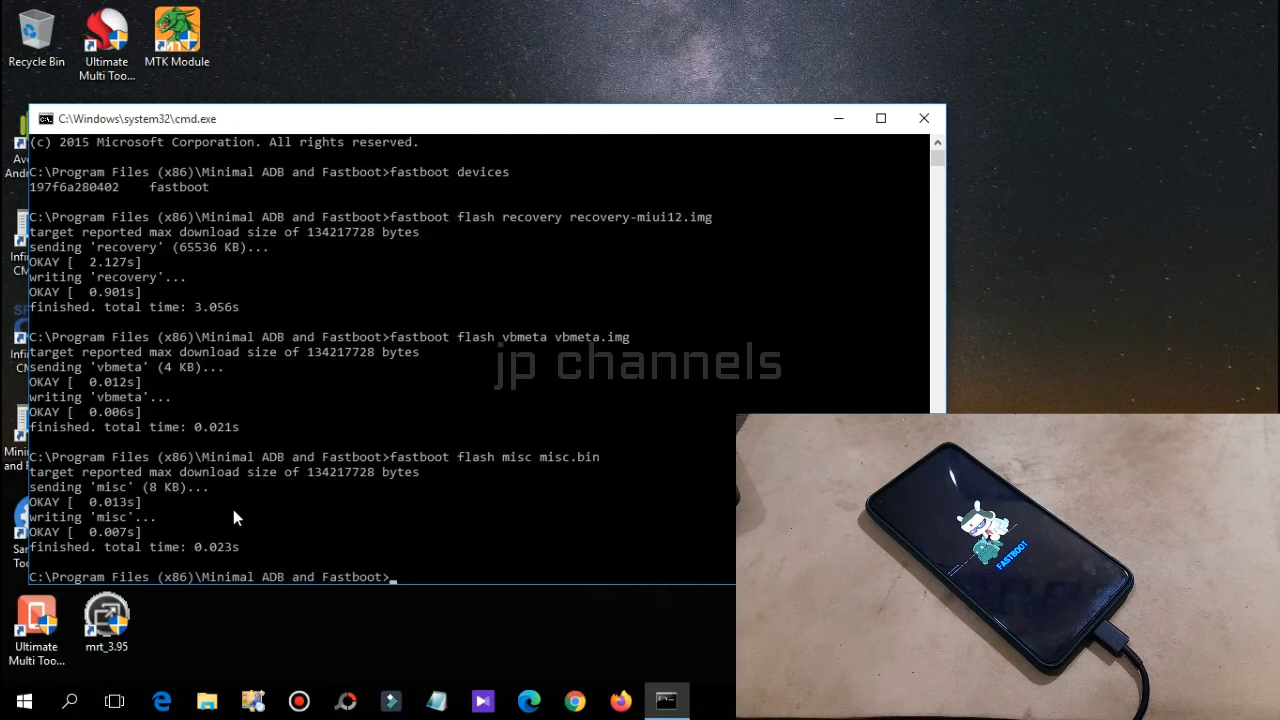 Recycle Bin
Ultimate
Multi Too...
MTK Module
C:\Windows\system32\cmd.exe
(c) 2015 Microsoft Corporation. All rights reserved.
C:\Program Files (x86)\Minimal ADB and Fastboot>fastboot devices
197f6a280402    fastboot
C:\Program Files (x86)\Minimal ADB and Fastboot>fastboot flash recovery recovery-miui12.img
target reported max download size of 134217728 bytes
sending 'recovery' (65536 KB)...
OKAY [  2.127s]
writing 'recovery'...
OKAY [  0.901s]
finished. total time: 3.056s
C:\Program Files (x86)\Minimal ADB and Fastboot>fastboot flash vbmeta vbmeta.img
target reported max download size of 134217728 bytes
sending 'vbmeta' (4 KB)...
OKAY [  0.012s]
writing 'vbmeta'...
OKAY [  0.006s]
finished. total time: 0.021s
C:\Program Files (x86)\Minimal ADB and Fastboot>fastboot flash misc misc.bin
target reported max download size of 134217728 bytes
sending 'misc' (8 KB)...
OKAY [  0.013s]
writing 'misc'...
OKAY [  0.007s]
finished. total time: 0.023s
C:\Program Files (x86)\Minimal ADB and Fastboot>_
jp channels
FASTBOOT
Ultimate
Multi Too...
mrt_3.95